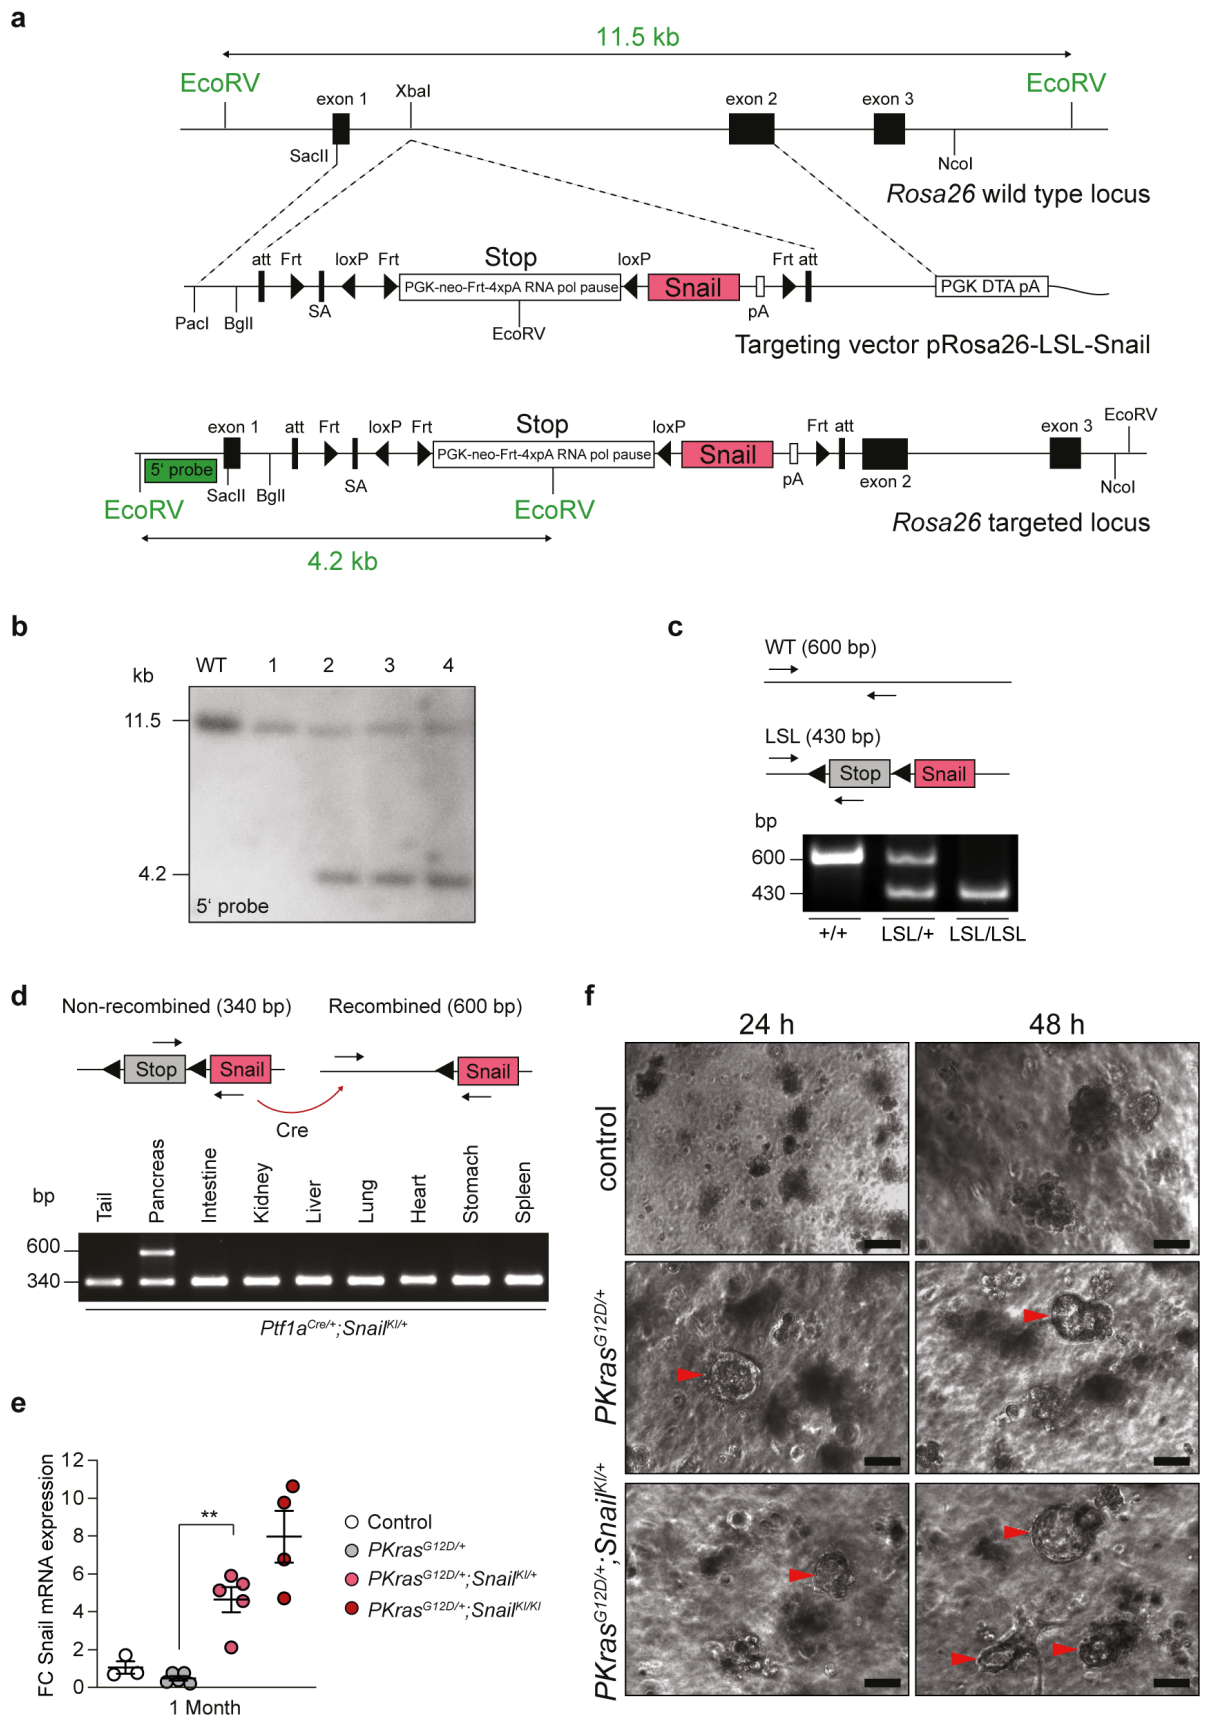 a
11.5 kb
EcoRV
EcoRV
exon 1
XbaI
exon 2
exon 3
SacII
NcoI
Rosa26 wild type locus
att
Frt
loxP
Frt
Stop
loxP
Frt att
PGK-neo-Frt-4xpA RNA pol pause
Snail
PGK DTA pA
PacI
BglI
SA
EcoRV
pA
Targeting vector pRosa26-LSL-Snail
exon 1
att
Frt
loxP
Frt
Stop
loxP
Frt att
exon 3
EcoRV
PGK-neo-Frt-4xpA RNA pol pause
Snail
5‘ probe
SacII
BglI
SA
pA
exon 2
NcoI
EcoRV
EcoRV
Rosa26 targeted locus
4.2 kb
b
kb
WT 1 2 3 4
11.5
4.2
5‘ probe
c
WT (600 bp)
LSL (430 bp)
Stop
Snail
bp
600
430
+/+
LSL/+
LSL/LSL
d
Non-recombined (340 bp)
Recombined (600 bp)
Stop
Snail
Snail
Cre
bp
Tail
Pancreas
Intestine
Kidney
Liver
Lung
Heart
Stomach
Spleen
600
340
Ptf1aCre/+;SnailKI/+
e
FC Snail mRNA expression
12
10
8
6
4
2
0
**
1 Month
Control
PKrasG12D/+
PKrasG12D/+;SnailKI/+
PKrasG12D/+;SnailKI/KI
f
24 h
48 h
control
PKrasG12D/+
PKrasG12D/+;SnailKI/+